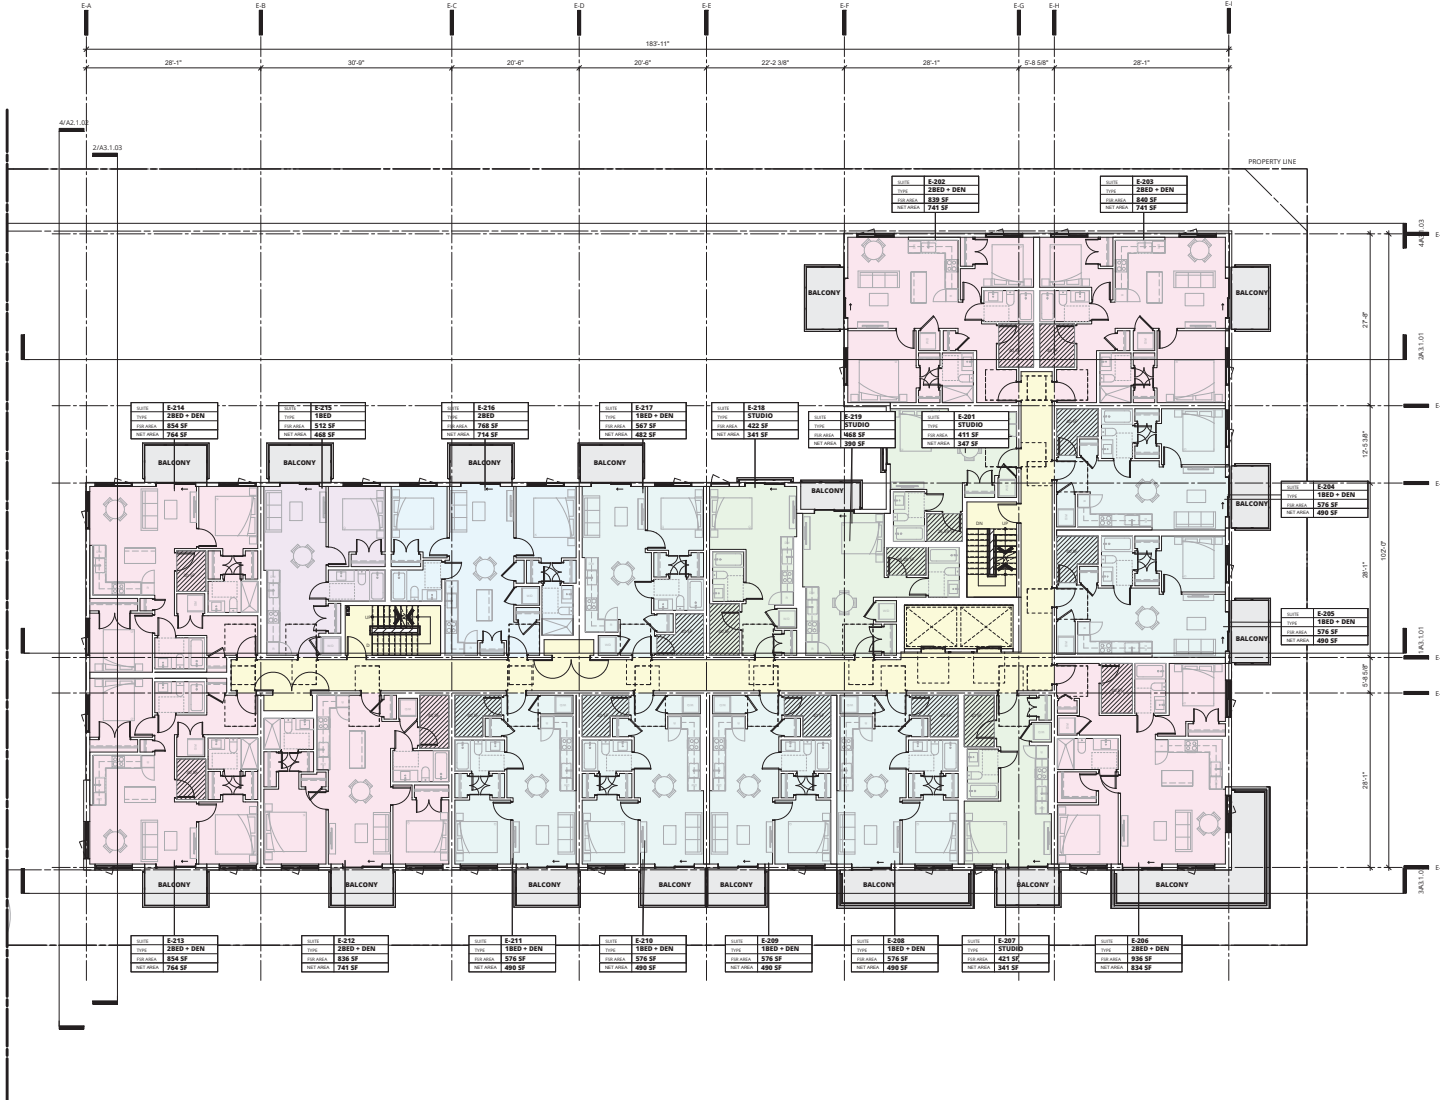 E-A
E-B
E-C
E-D
E-E
E-F
E-G
E-H
E-I
183'-11"
28'-1"
30'-9"
20'-6"
20'-6"
22'-2 3/8"
28'-1"
5'-8 5/8"
28'-1"
4/A2.1.02
2/A3.1.03
PROPERTY LINE
SUITE E-202
TYPE 2BED + DEN
FSR AREA 839 SF
NET AREA 741 SF
SUITE E-203
TYPE 2BED + DEN
FSR AREA 840 SF
NET AREA 741 SF
E-
BALCONY
BALCONY
27'-8"
2/A3.1.01
SUITE E-214
TYPE 2BED + DEN
FSR AREA 854 SF
NET AREA 764 SF
SUITE E-215
TYPE 1BED
FSR AREA 512 SF
NET AREA 468 SF
SUITE E-216
TYPE 2BED
FSR AREA 768 SF
NET AREA 714 SF
SUITE E-217
TYPE 1BED + DEN
FSR AREA 567 SF
NET AREA 482 SF
SUITE E-218
TYPE STUDIO
FSR AREA 422 SF
NET AREA 341 SF
SUITE E-219
TYPE STUDIO
FSR AREA 468 SF
NET AREA 390 SF
SUITE E-201
TYPE STUDIO
FSR AREA 411 SF
NET AREA 347 SF
E-
12'-5 3/8"
BALCONY
BALCONY
BALCONY
BALCONY
BALCONY
BALCONY
E-
SUITE E-204
TYPE 1BED + DEN
FSR AREA 576 SF
NET AREA 490 SF
DN
UP
102'-0"
28'-1"
BALCONY
SUITE E-205
TYPE 1BED + DEN
FSR AREA 576 SF
NET AREA 490 SF
1/A3.1.01
E-
5'-8 5/8"
E-
28'-1"
E-
BALCONY
BALCONY
BALCONY
BALCONY
BALCONY
BALCONY
BALCONY
BALCONY
SUITE E-213
TYPE 2BED + DEN
FSR AREA 854 SF
NET AREA 764 SF
SUITE E-212
TYPE 2BED + DEN
FSR AREA 836 SF
NET AREA 741 SF
SUITE E-211
TYPE 1BED + DEN
FSR AREA 576 SF
NET AREA 490 SF
SUITE E-210
TYPE 1BED + DEN
FSR AREA 576 SF
NET AREA 490 SF
SUITE E-209
TYPE 1BED + DEN
FSR AREA 576 SF
NET AREA 490 SF
SUITE E-208
TYPE 1BED + DEN
FSR AREA 576 SF
NET AREA 490 SF
SUITE E-207
TYPE STUDIO
FSR AREA 421 SF
NET AREA 341 SF
SUITE E-206
TYPE 2BED + DEN
FSR AREA 936 SF
NET AREA 834 SF